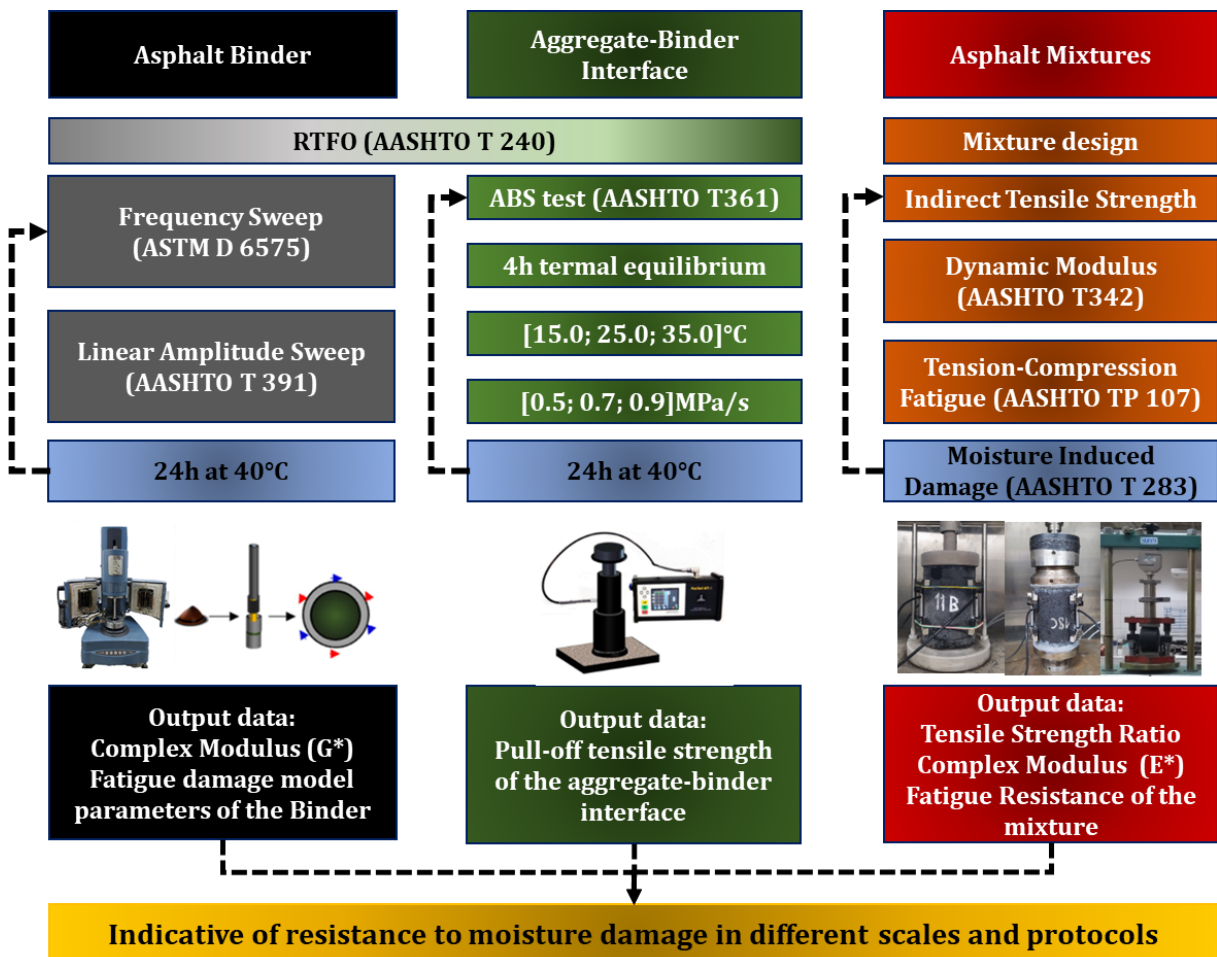 Asphalt Binder
Aggregate-Binder
Interface
Asphalt Mixtures
RTFO (AASHTO T 240)
Mixture design
Frequency Sweep
(ASTM D 6575)
Linear Amplitude Sweep
(AASHTO T 391)
24h at 40°C
ABS test (AASHTO T361)
4h termal equilibrium
[15.0; 25.0; 35.0]°C
[0.5; 0.7; 0.9]MPa/s
24h at 40°C
Indirect Tensile Strength
Dynamic Modulus
(AASHTO T342)
Tension-Compression
Fatigue (AASHTO TP 107)
Moisture Induced
Damage (AASHTO T 283)
11B
Output data:
Complex Modulus (G*)
Fatigue damage model
parameters of the Binder
Output data:
Pull-off tensile strength
of the aggregate-binder
interface
Output data:
Tensile Strength Ratio
Complex Modulus (E*)
Fatigue Resistance of the
mixture
Indicative of resistance to moisture damage in different scales and protocols